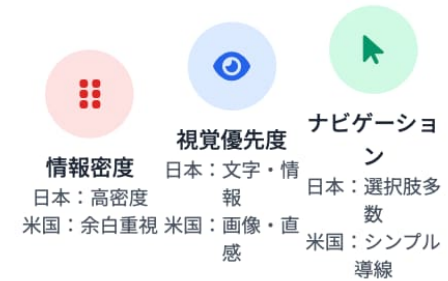 情報密度
日本：高密度
米国：余白重視
視覚優先度
日本：文字・情
報
米国：画像・直
感
ナビゲーショ
ン
日本：選択肢多
数
米国：シンプル
導線